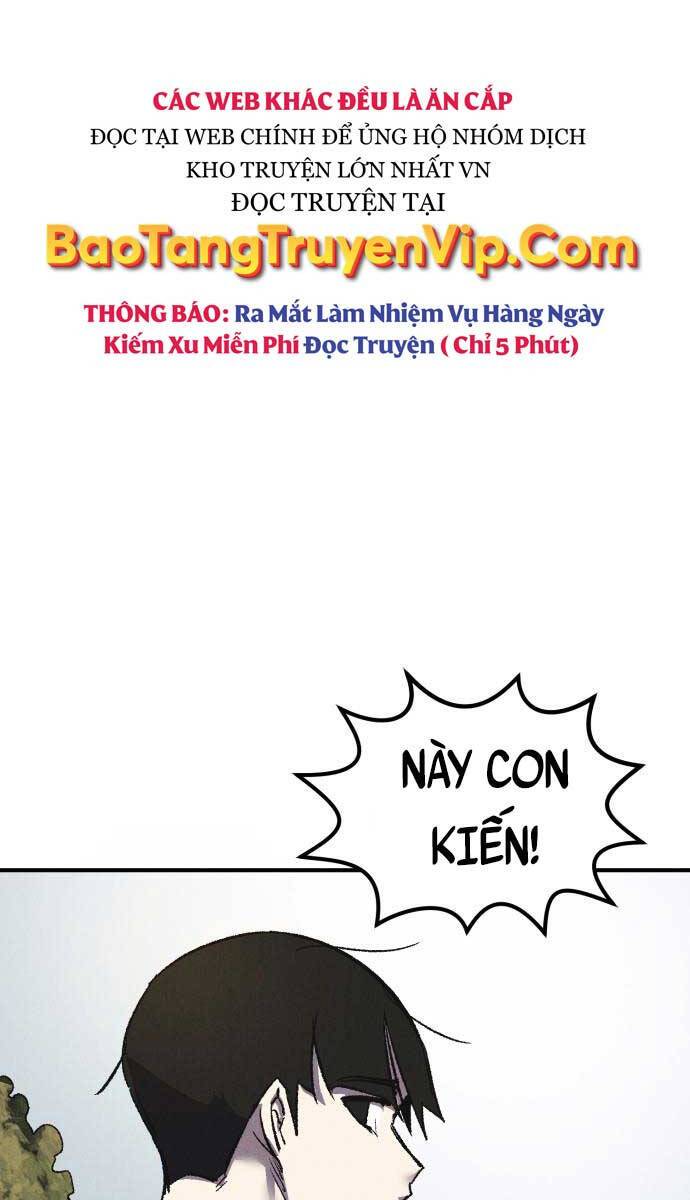 CÁC WEB KHÁC ĐỀU LÀ ĂN CẮP
ĐỌC TẠI WEB CHÍNH ĐỂ ỦNG HỘ NHÓM DỊCH
KHO TRUYỆN LỚN NHẤT VN
ĐỌC TRUYỆN TẠI
BaoTangTruyenVip.Com
THÔNG BÁO: Ra Mắt Làm Nhiệm Vụ Hàng Ngày
Kiếm Xu Miễn Phí Đọc Truyện ( Chỉ 5 Phút)
NÀY CON
KIẾN!